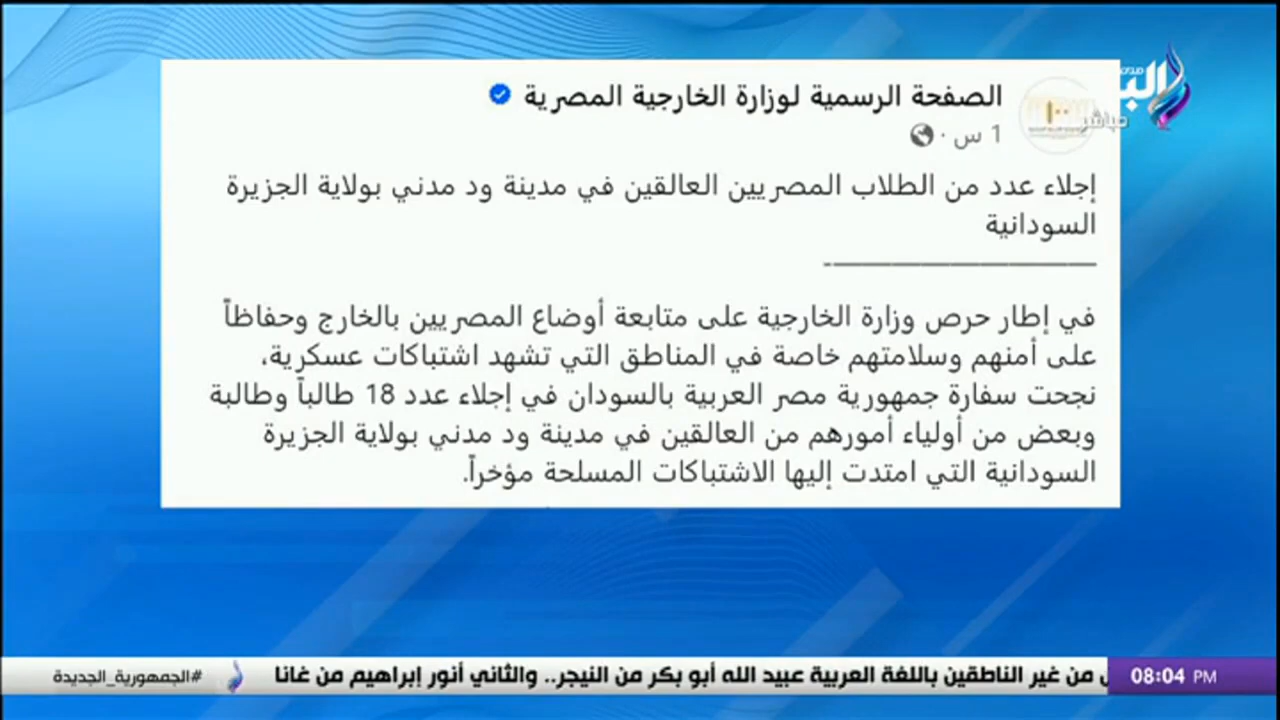 الصفحة الرسمية لوزارة الخارجية المصرية
1 س
إجلاء عدد من الطلاب المصريين العالقين في مدينة ود مدني بولاية الجزيرة
السودانية
في إطار حرص وزارة الخارجية على متابعة أوضاع المصريين بالخارج وحفاظاً
على أمنهم وسلامتهم خاصة في المناطق التي تشهد اشتباكات عسكرية،
نجحت سفارة جمهورية مصر العربية بالسودان في إجلاء عدد 18 طالباً وطالبة
وبعض من أولياء أمورهم من العالقين في مدينة ود مدني بولاية الجزيرة
السودانية التي امتدت إليها الاشتباكات المسلحة مؤخراً.
مباشر
08:04 PM
من غير الناطقين باللغة العربية عبيد الله أبو بكر من النيجر.. والثاني أنور إبراهيم من غانا
#الجمهورية_الجديدة